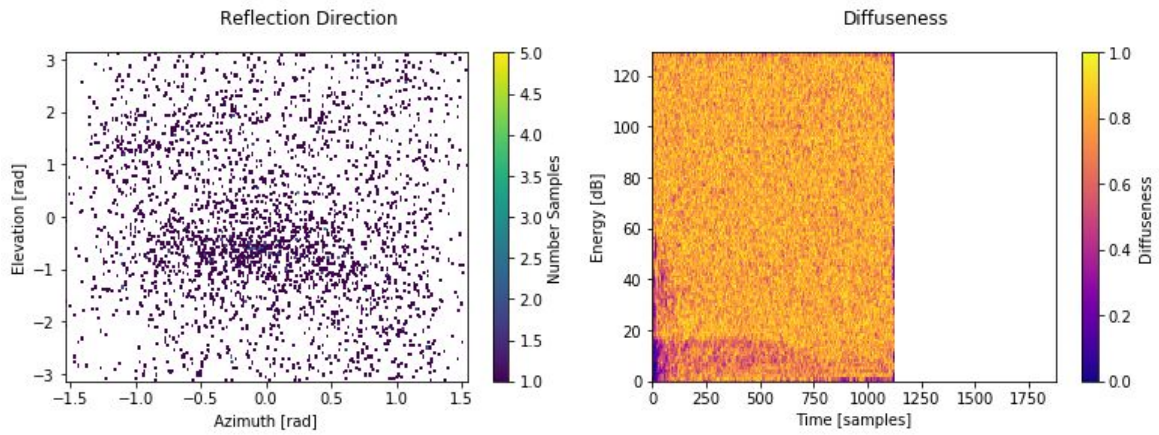 Reflection Direction
3
2
1
0
−1
−2
−3
Elevation [rad]
−1.5 −1.0 −0.5 0.0 0.5 1.0 1.5
Azimuth [rad]
5.0
4.5
4.0
3.5
3.0
2.5
2.0
1.5
1.0
Number Samples
Diffuseness
120
100
80
60
40
20
0
Energy [dB]
0 250 500 750 1000 1250 1500 1750
Time [samples]
1.0
0.8
0.6
0.4
0.2
0.0
Diffuseness